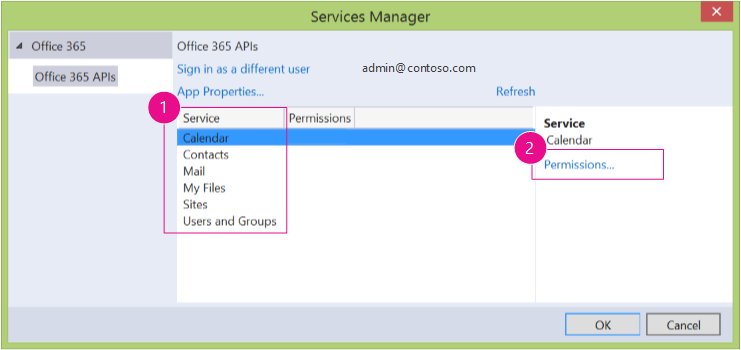 Services Manager
Office 365
Office 365 APIs
Office 365 APIs
Sign in as a different user admin@contoso.com
App Properties... Refresh
1
Service Permissions
Calendar
Contacts
Mail
My Files
Sites
Users and Groups
Service
2
Calendar
Permissions...
OK Cancel